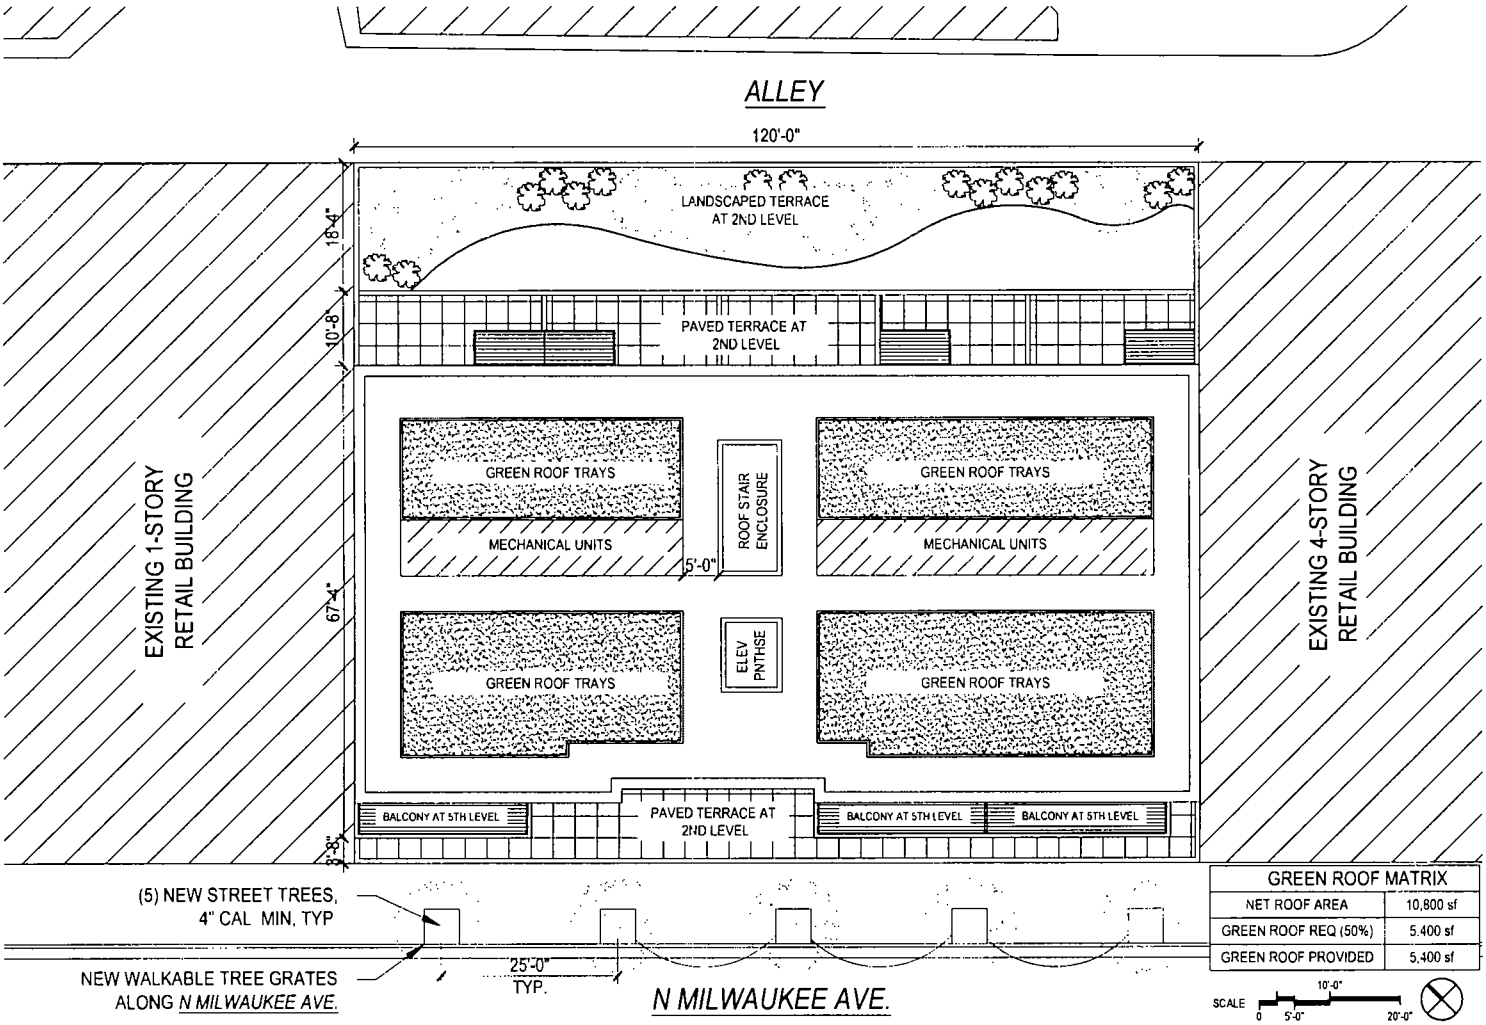 ALLEY
120'-0"
LANDSCAPED TERRACE
AT 2ND LEVEL
18'-4"
10'-8"
PAVED TERRACE AT
2ND LEVEL
EXISTING 1-STORY
RETAIL BUILDING
67'-4"
GREEN ROOF TRAYS
GREEN ROOF TRAYS
ROOF STAIR
ENCLOSURE
MECHANICAL UNITS
MECHANICAL UNITS
5'-0"
EXISTING 4-STORY
RETAIL BUILDING
ELEV
PNTHSE
GREEN ROOF TRAYS
GREEN ROOF TRAYS
BALCONY AT 5TH LEVEL
PAVED TERRACE AT
2ND LEVEL
BALCONY AT 5TH LEVEL
BALCONY AT 5TH LEVEL
(5) NEW STREET TREES,
4" CAL MIN, TYP
NEW WALKABLE TREE GRATES
ALONG N MILWAUKEE AVE.
25'-0"
TYP.
N MILWAUKEE AVE.
GREEN ROOF MATRIX
NET ROOF AREA 10,800 sf
GREEN ROOF REQ (50%) 5,400 sf
GREEN ROOF PROVIDED 5,400 sf
SCALE
10'-0"
0 5'-0" 20'-0"